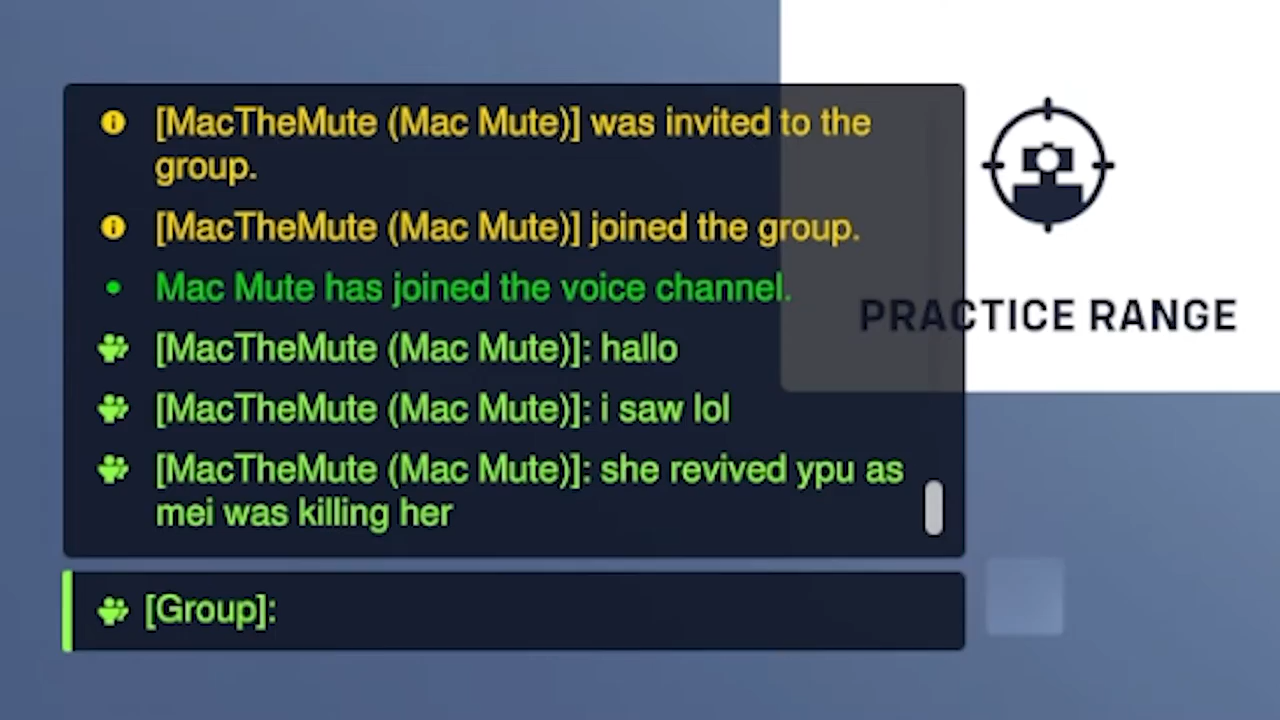 [MacTheMute (Mac Mute)] was invited to the
group.
[MacTheMute (Mac Mute)] joined the group.
Mac Mute has joined the voice channel.
[MacTheMute (Mac Mute)]: hallo
[MacTheMute (Mac Mute)]: i saw lol
[MacTheMute (Mac Mute)]: she revived ypu as
mei was killing her
[Group]:
PRACTICE RANGE